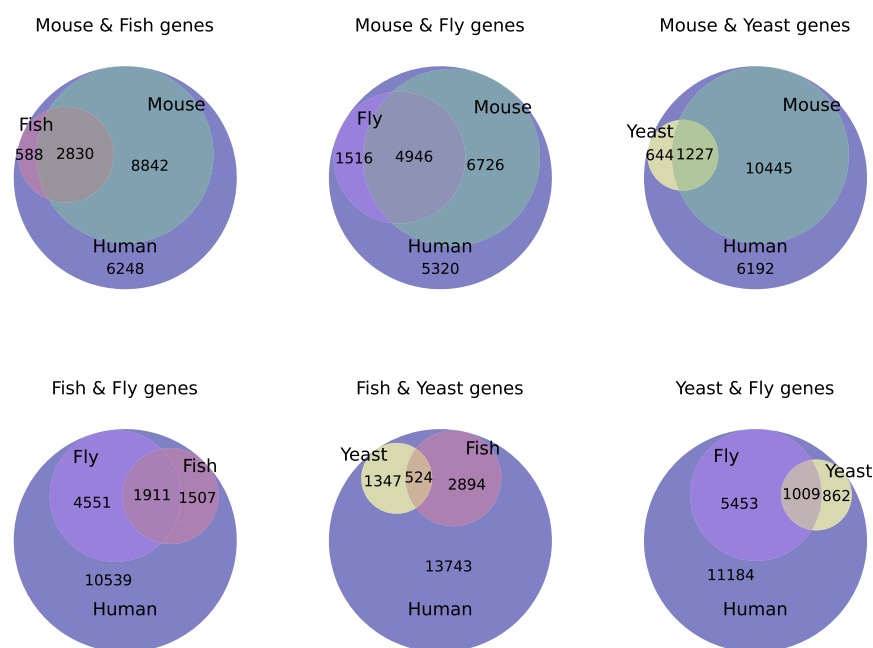 Mouse & Fish genes
Mouse & Fly genes
Mouse & Yeast genes
Mouse
Fish
588
2830
8842
Human
6248
Mouse
Fly
1516
4946
6726
Human
5320
Mouse
Yeast
644
1227
10445
Human
6192
Fish & Fly genes
Fish & Yeast genes
Yeast & Fly genes
Fly
Fish
4551
1911
1507
10539
Human
Yeast
Fish
1347
524
2894
13743
Human
Fly
Yeast
5453
1009
862
11184
Human